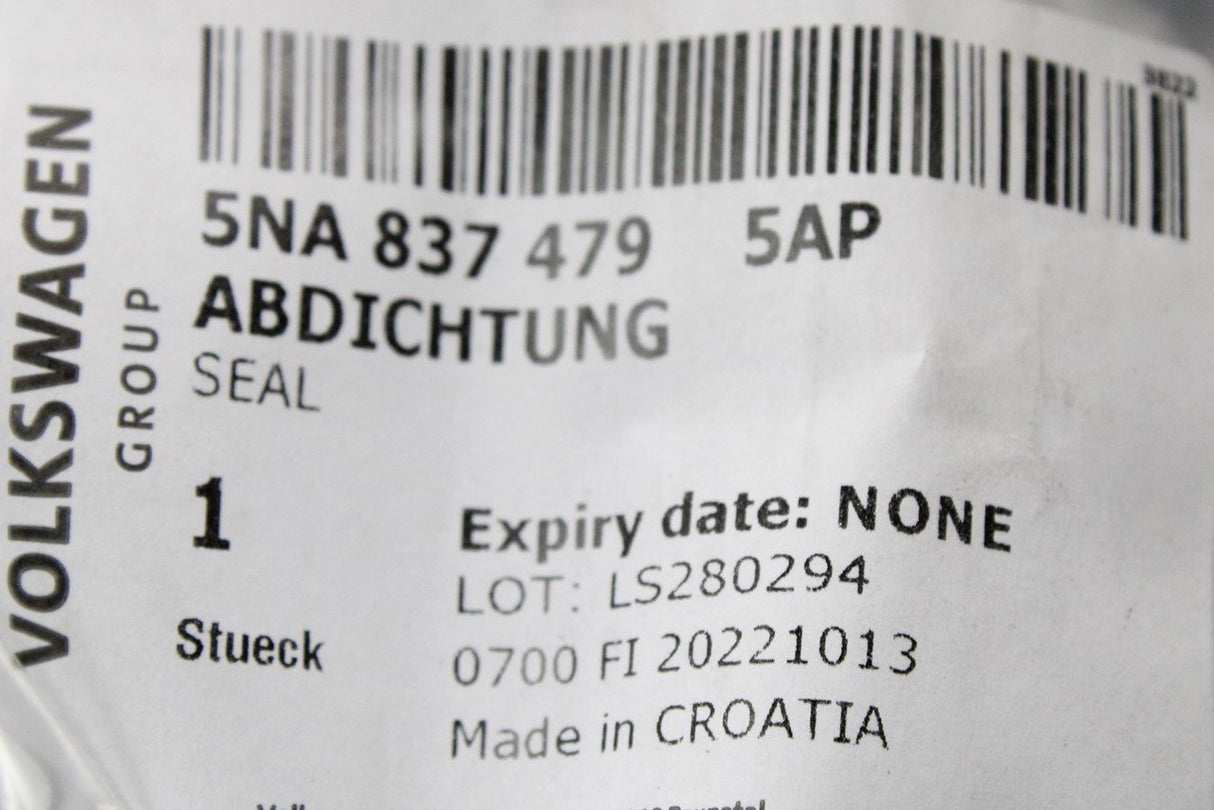 VOLKSWAGEN
GROUP
5NA 837 479 5AP
ABDICHTUNG
SEAL
1
Stueck
Expiry date: NONE
LOT: LS280294
0700 FI 20221013
Made in CROATIA